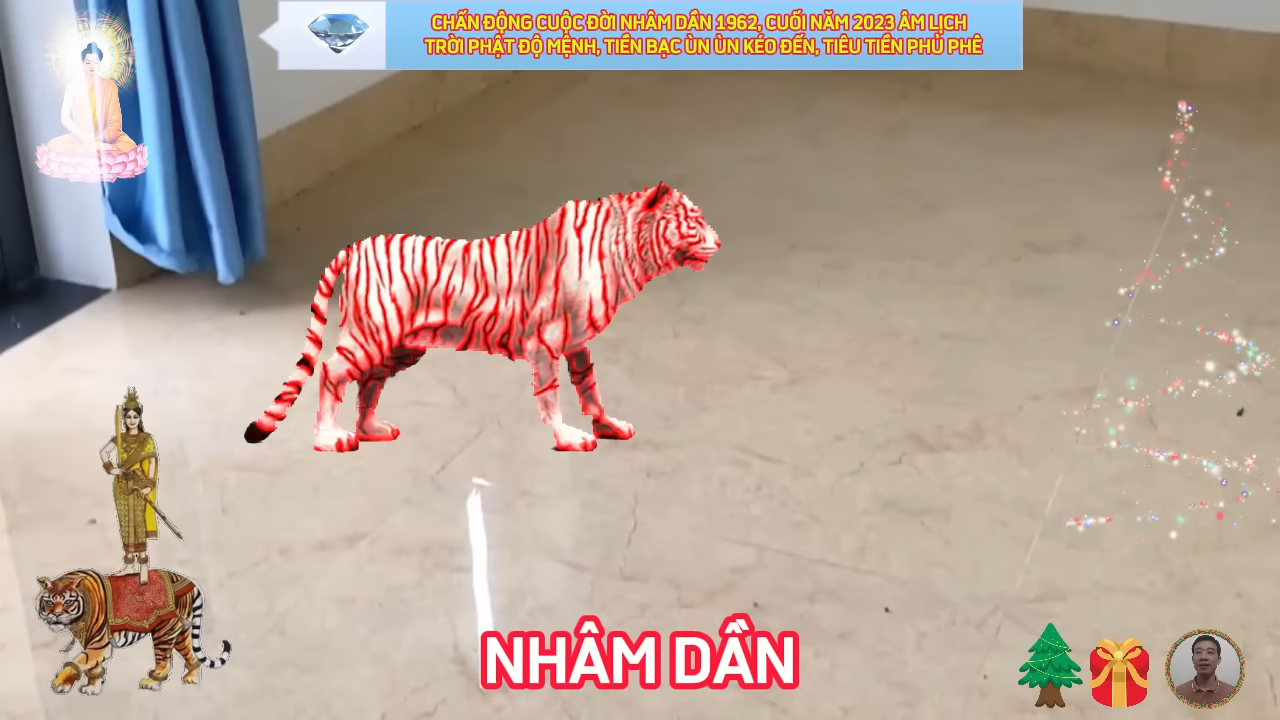 CHẤN ĐỘNG CUỘC ĐỜI NHÂM DẦN 1962, CUỐI NĂM 2023 ÂM LỊCH
TRỜI PHẬT ĐỘ MỆNH, TIỀN BẠC ÙN ÙN KÉO ĐẾN, TIÊU TIỀN PHỦ PHÊ
NHÂM DẦN